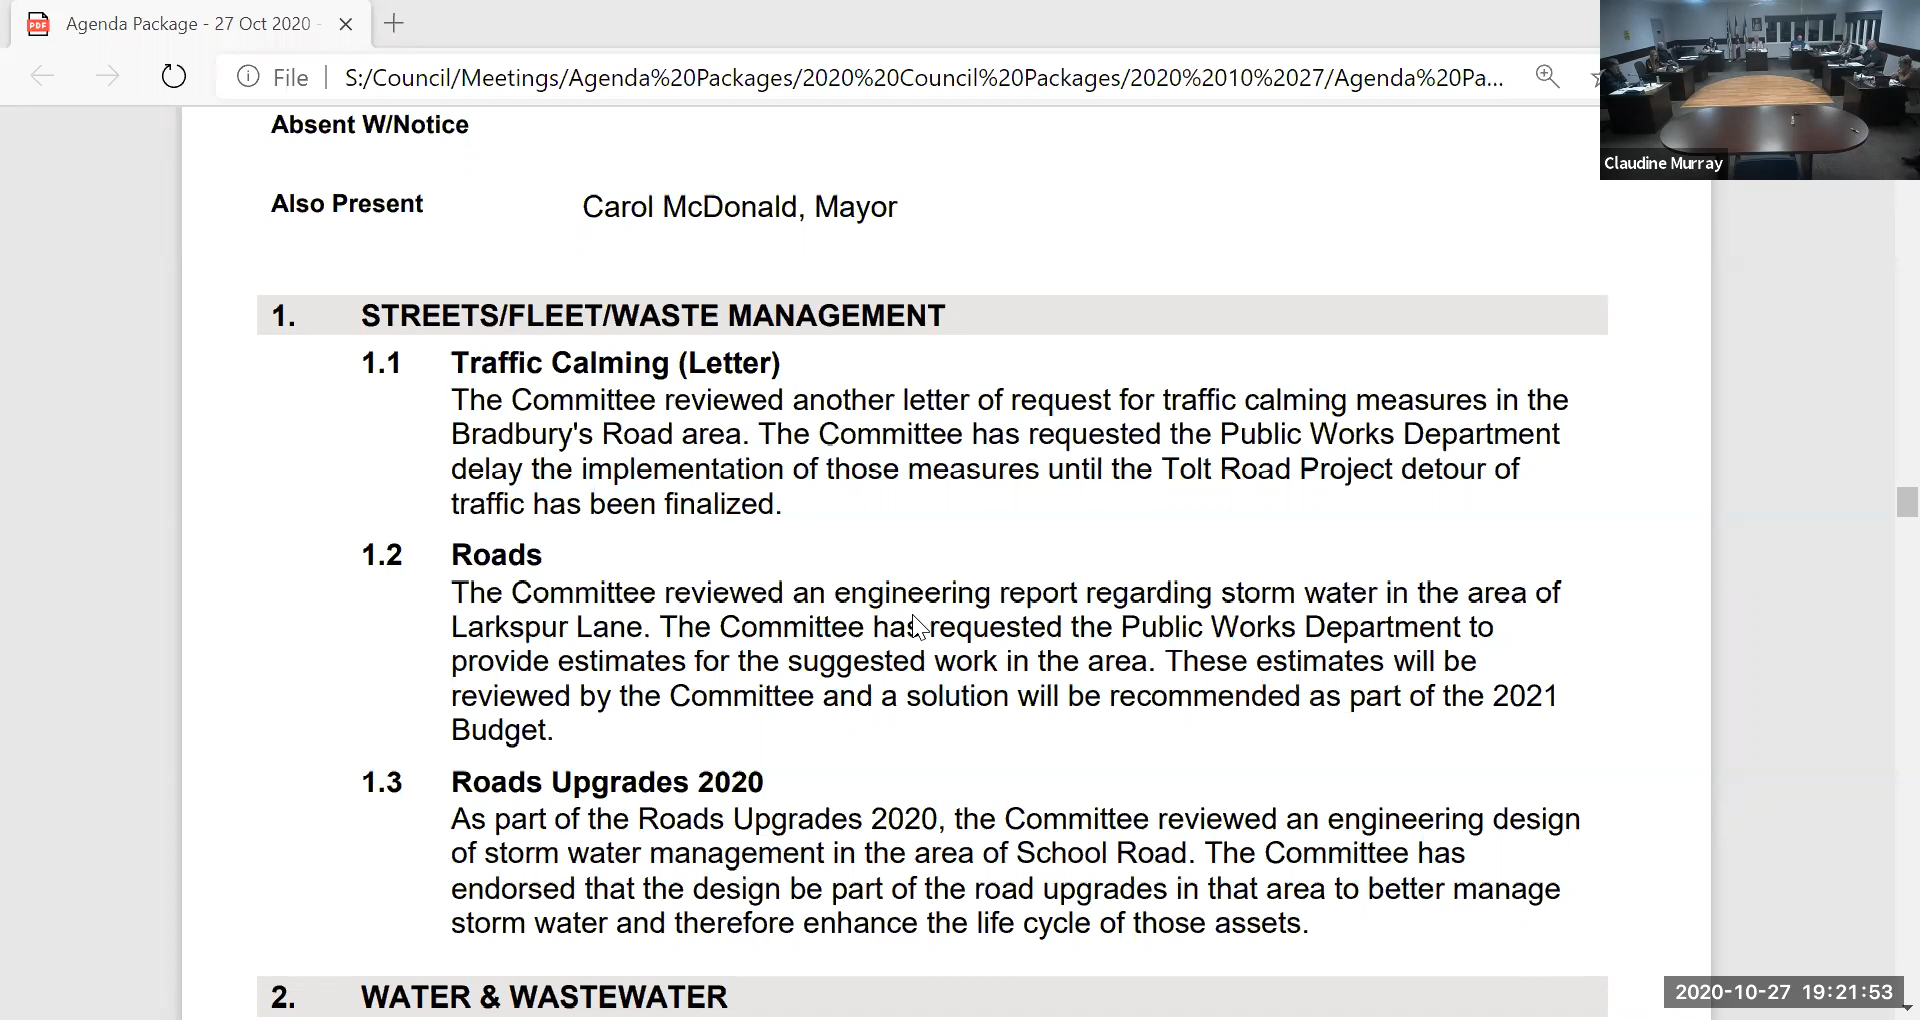 Agenda Package - 27 Oct 2020 -
File | S:/Council/Meetings/Agenda%20Packages/2020%20Council%20Packages/2020%2010%2027/Agenda%20Pa...
Claudine Murray
Absent W/Notice
Also Present Carol McDonald, Mayor
1. STREETS/FLEET/WASTE MANAGEMENT
1.1 Traffic Calming (Letter)
The Committee reviewed another letter of request for traffic calming measures in the
Bradbury's Road area. The Committee has requested the Public Works Department
delay the implementation of those measures until the Tolt Road Project detour of
traffic has been finalized.
1.2 Roads
The Committee reviewed an engineering report regarding storm water in the area of
Larkspur Lane. The Committee has requested the Public Works Department to
provide estimates for the suggested work in the area. These estimates will be
reviewed by the Committee and a solution will be recommended as part of the 2021
Budget.
1.3 Roads Upgrades 2020
As part of the Roads Upgrades 2020, the Committee reviewed an engineering design
of storm water management in the area of School Road. The Committee has
endorsed that the design be part of the road upgrades in that area to better manage
storm water and therefore enhance the life cycle of those assets.
2. WATER & WASTEWATER
2020-10-27 19:21:53